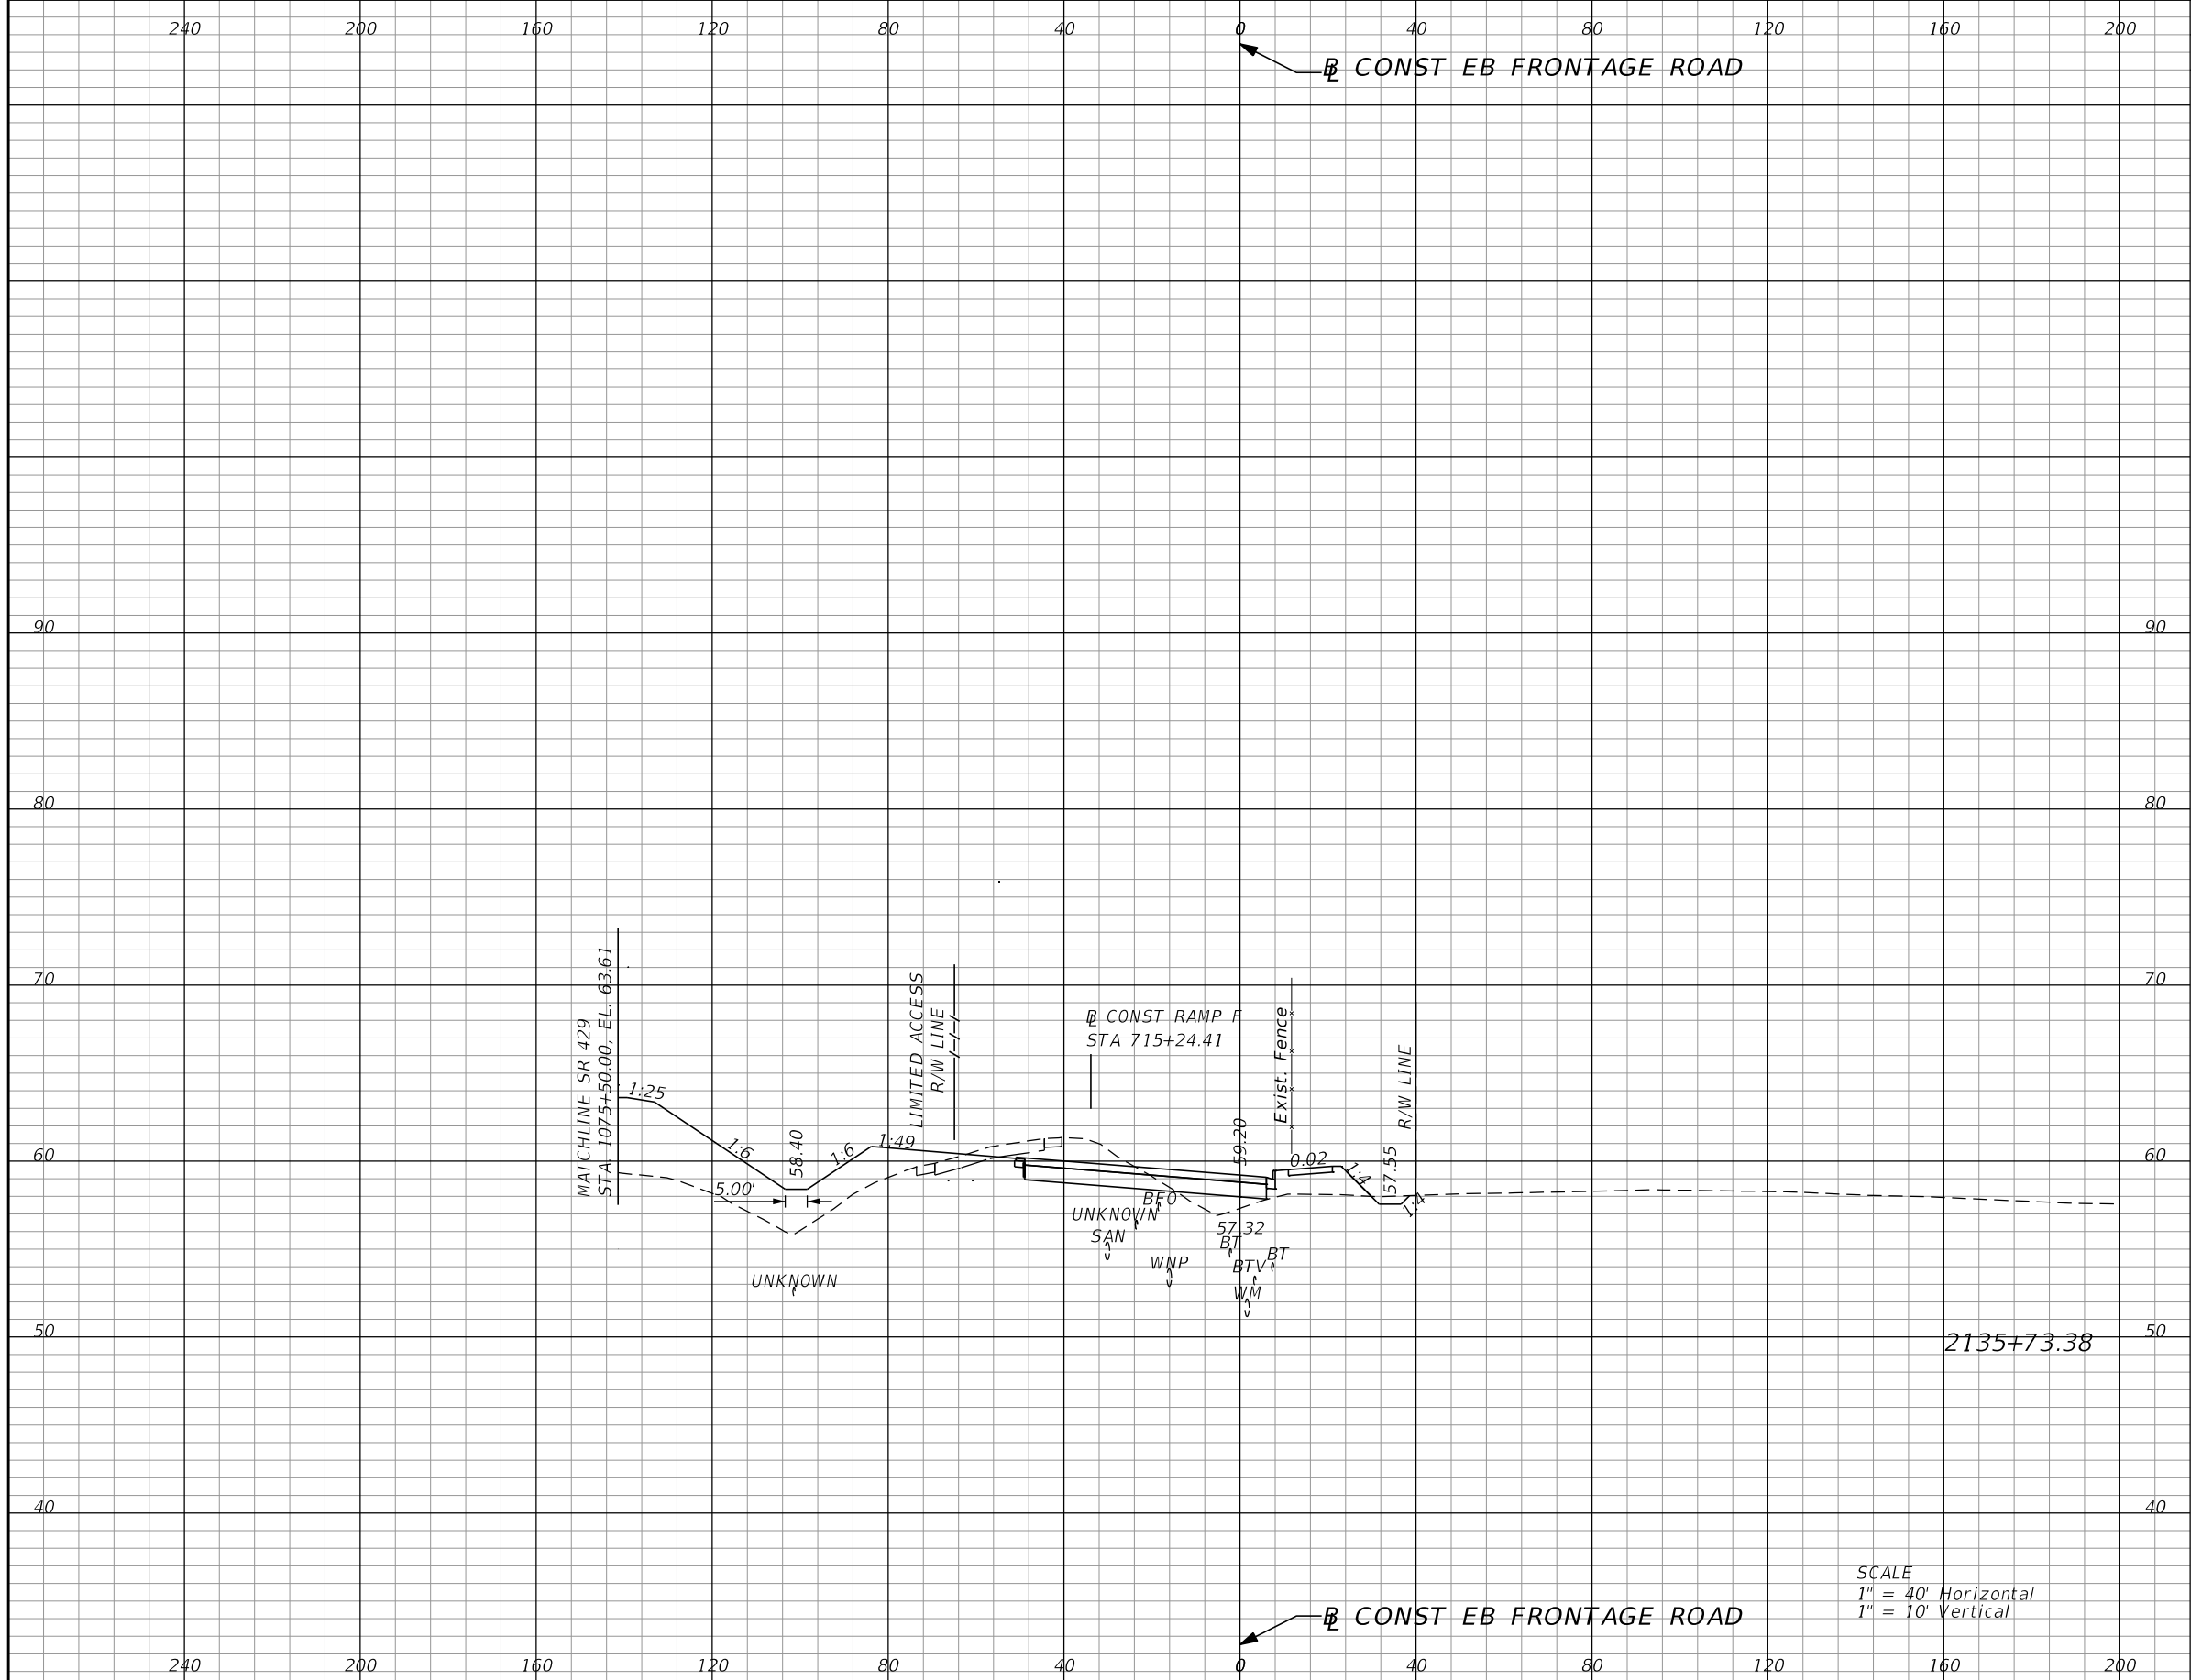 240 200 160 120 80 40 0 40 80 120 160 200
BL CONST EB FRONTAGE ROAD
90 90
80 80
70 70
MATCHLINE SR 429
STA. 1075+50.00, EL. 63.61
LIMITED ACCESS
R/W LINE
BL CONST RAMP F
STA 715+24.41
Exist. Fence
R/W LINE
1:25
1:6
58.40
1:6
1:49
59.20
0.02
1:4
57.55
1:4
60 60
5.00'
BFO
UNKNOWN
SAN
57.32
BT
BT
WNP
BTV
WM
UNKNOWN
50 50
2135+73.38
40 40
SCALE
1" = 40' Horizontal
1" = 10' Vertical
BL CONST EB FRONTAGE ROAD
240 200 160 120 80 40 0 40 80 120 160 200